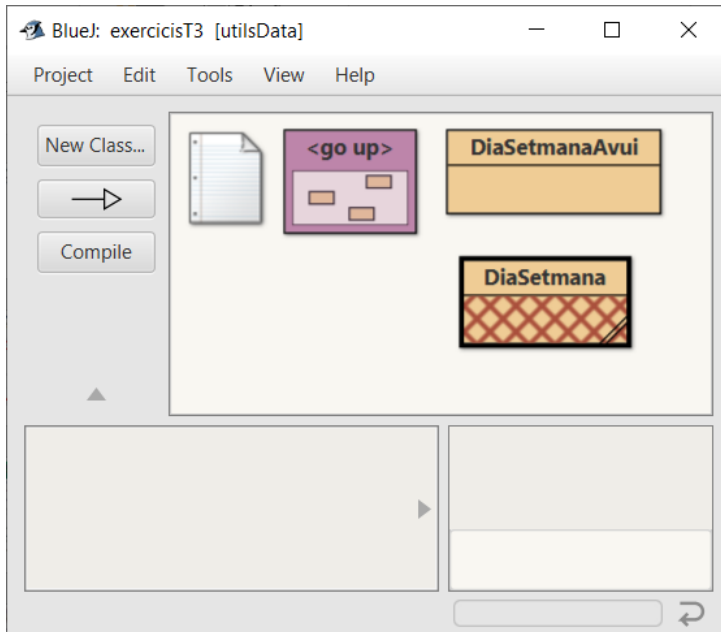 BlueJ: exercicisT3 [utilsData]
Project Edit Tools View Help
New Class...
Compile
<go up>
DiaSetmanaAvui
DiaSetmana